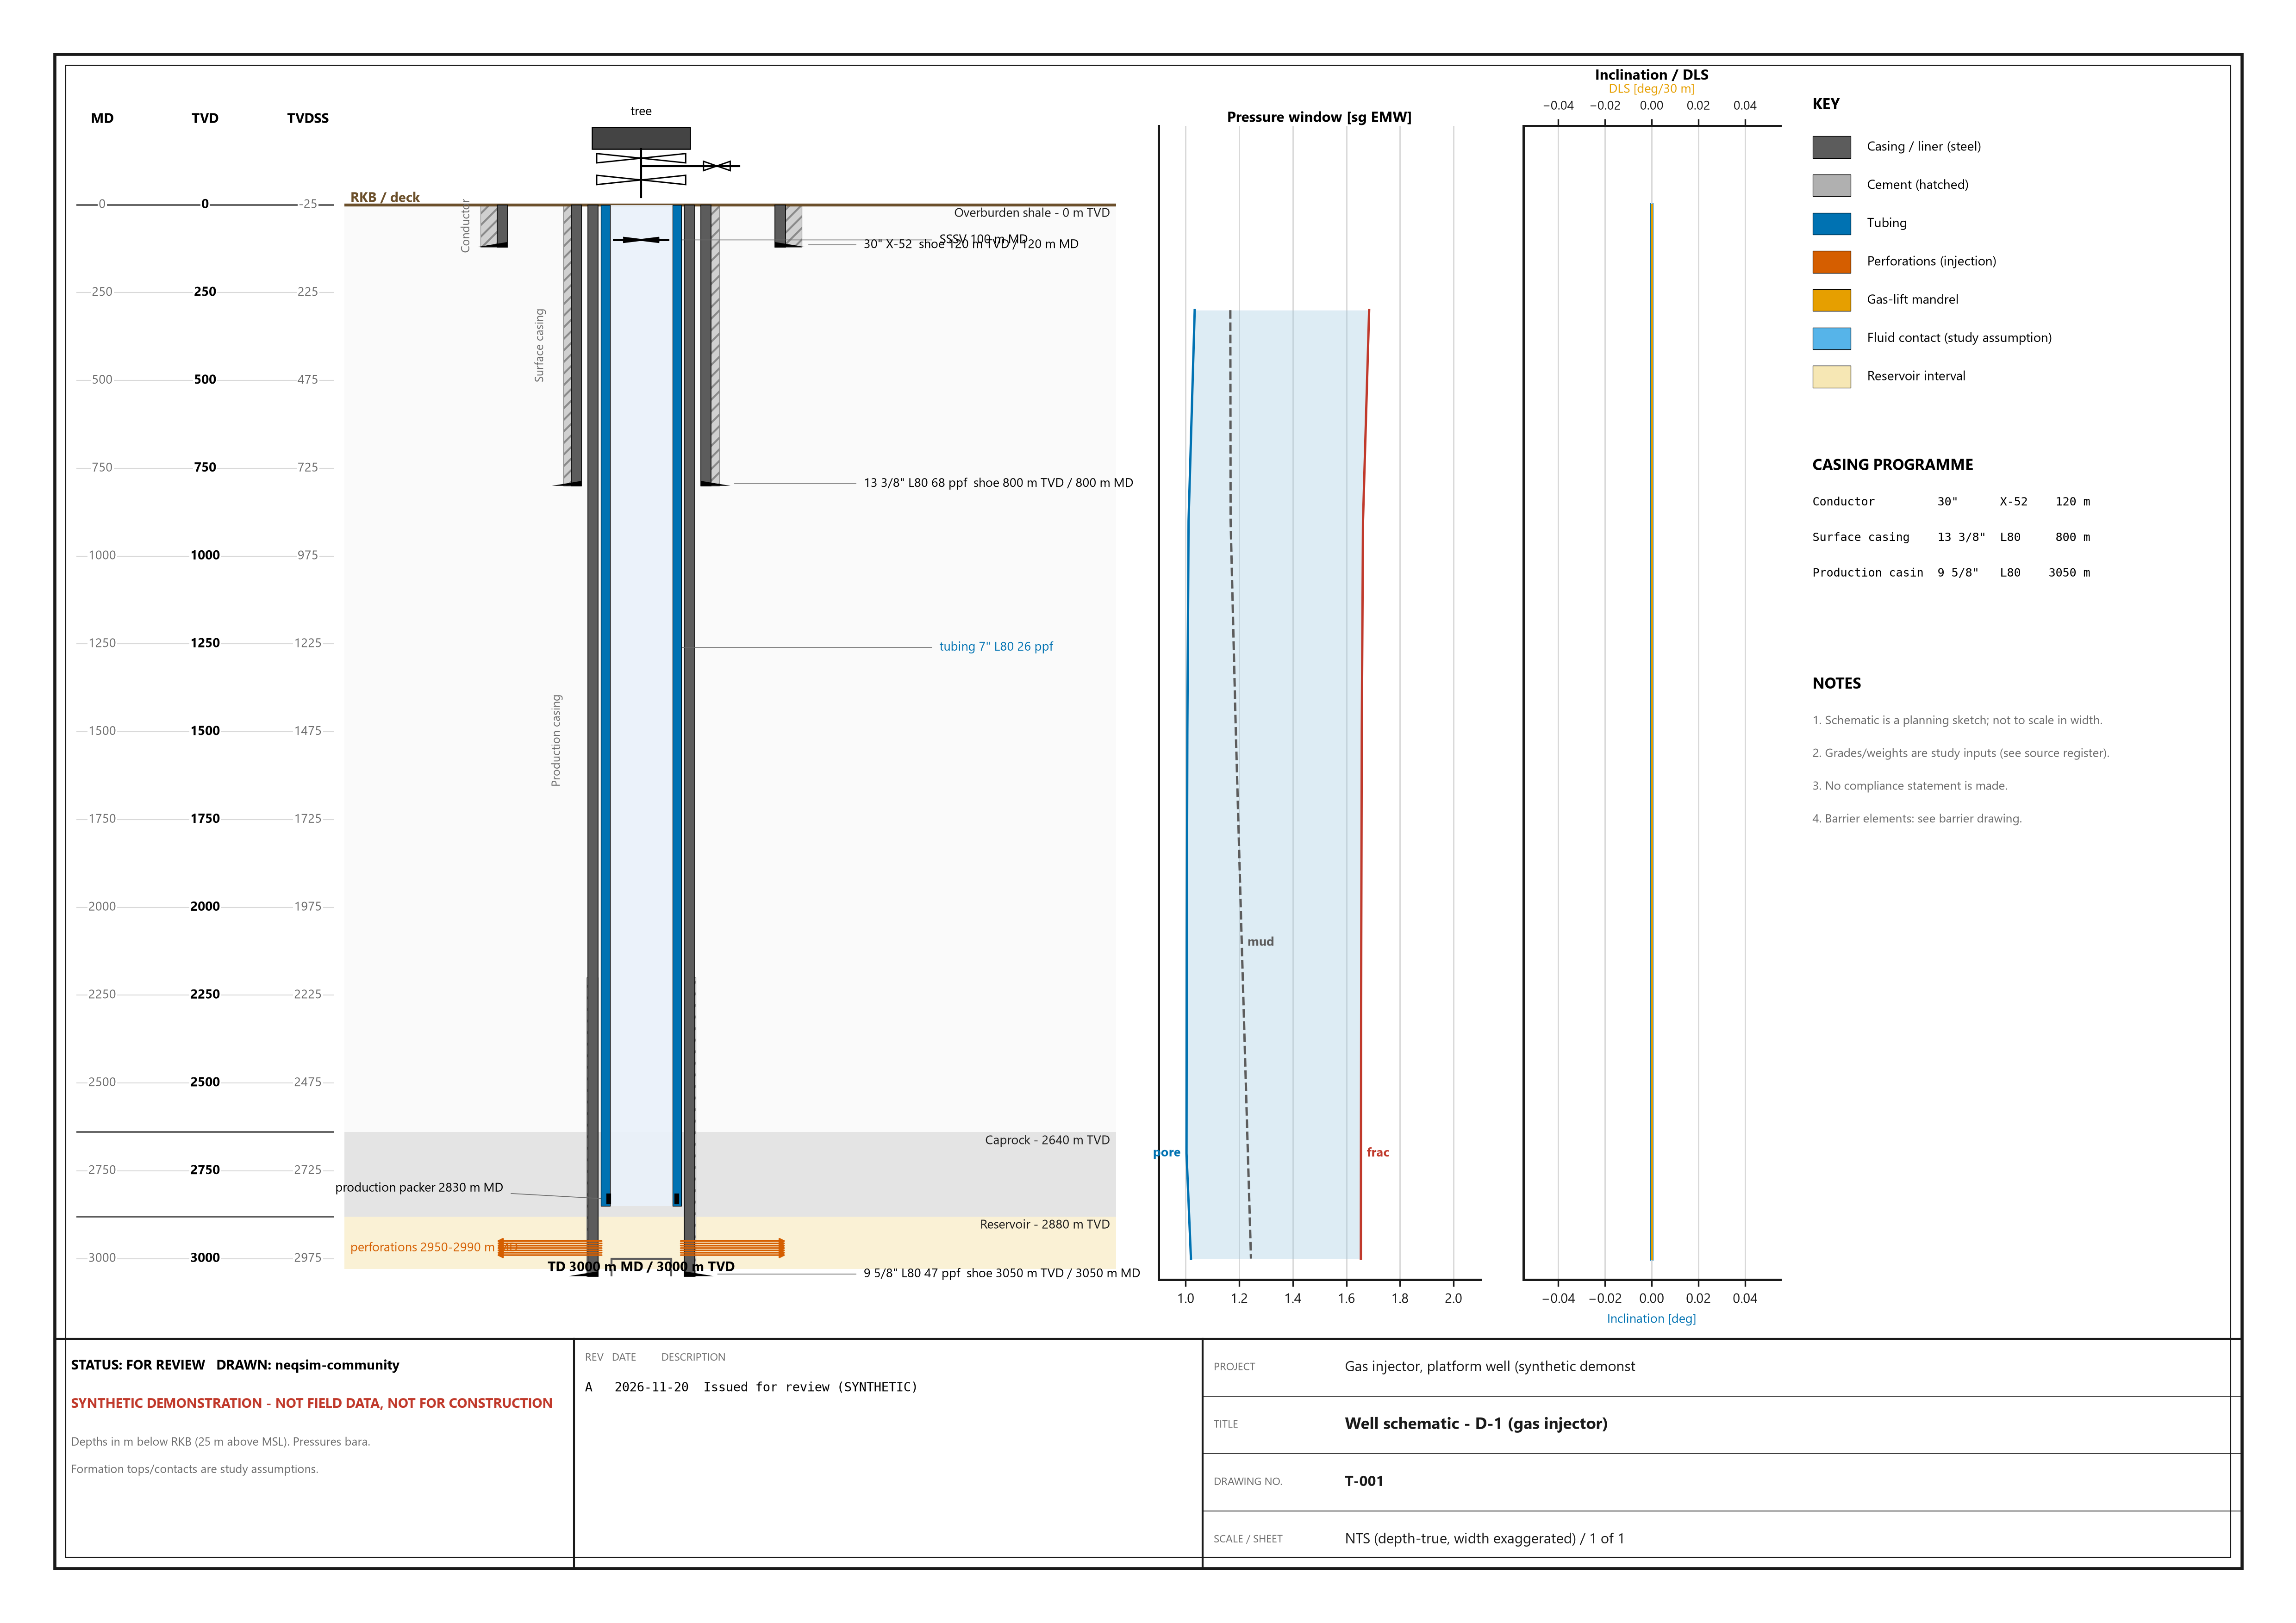 MD TVD TVDSS
0 0 -25
250 250 225
500 500 475
750 750 725
1000 1000 975
1250 1250 1225
1500 1500 1475
1750 1750 1725
2000 2000 1975
2250 2250 2225
2500 2500 2475
2750 2750 2725
3000 3000 2975
tree
RKB / deck
Conductor
Surface casing
Production casing
Overburden shale - 0 m TVD
SSSV 100 m MD
30" X-52 shoe 120 m TVD / 120 m MD
13 3/8" L80 68 ppf shoe 800 m TVD / 800 m MD
tubing 7" L80 26 ppf
Caprock - 2640 m TVD
production packer 2830 m MD
Reservoir - 2880 m TVD
perforations 2950-2990 m MD
TD 3000 m MD / 3000 m TVD
9 5/8" L80 47 ppf shoe 3050 m TVD / 3050 m MD
Pressure window [sg EMW]
mud
pore
frac
1.0 1.2 1.4 1.6 1.8 2.0
Inclination / DLS
DLS [deg/30 m]
−0.04 −0.02 0.00 0.02 0.04
−0.04 −0.02 0.00 0.02 0.04
Inclination [deg]
KEY
Casing / liner (steel)
Cement (hatched)
Tubing
Perforations (injection)
Gas-lift mandrel
Fluid contact (study assumption)
Reservoir interval
CASING PROGRAMME
Conductor 30" X-52 120 m
Surface casing 13 3/8" L80 800 m
Production casin 9 5/8" L80 3050 m
NOTES
1. Schematic is a planning sketch; not to scale in width.
2. Grades/weights are study inputs (see source register).
3. No compliance statement is made.
4. Barrier elements: see barrier drawing.
STATUS: FOR REVIEW DRAWN: neqsim-community
SYNTHETIC DEMONSTRATION - NOT FIELD DATA, NOT FOR CONSTRUCTION
Depths in m below RKB (25 m above MSL). Pressures bara.
Formation tops/contacts are study assumptions.
REV DATE DESCRIPTION
A 2026-11-20 Issued for review (SYNTHETIC)
PROJECT Gas injector, platform well (synthetic demonst
TITLE Well schematic - D-1 (gas injector)
DRAWING NO. T-001
SCALE / SHEET NTS (depth-true, width exaggerated) / 1 of 1